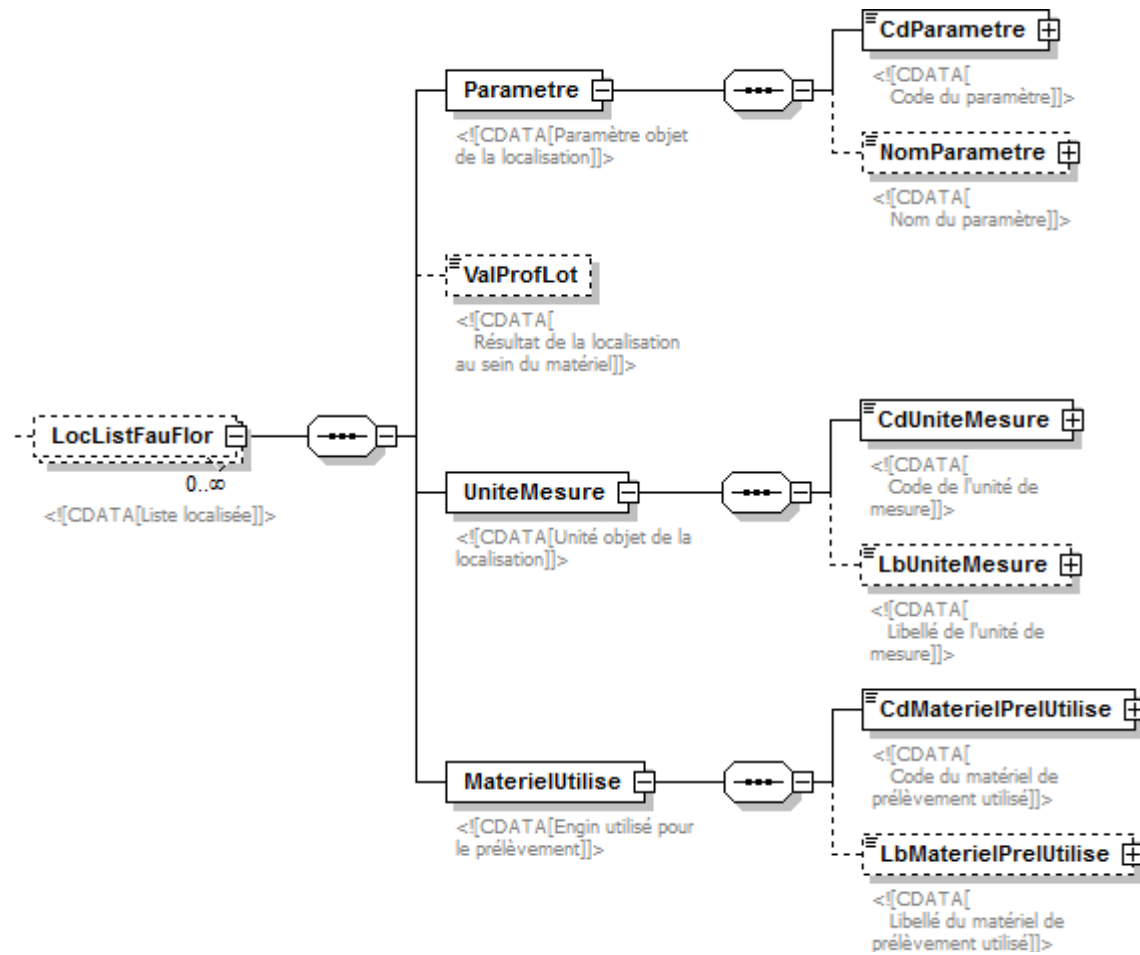 CdParametre
<![CDATA[
Code du paramètre]]>
Parametre
<![CDATA[Paramètre objet
de la localisation]]>
NomParametre
<![CDATA[
Nom du paramètre]]>
ValProfLot
<![CDATA[
Résultat de la localisation
au sein du matériel]]>
LocListFauFlor
0..∞
<![CDATA[Liste localisée]]>
CdUniteMesure
<![CDATA[
Code de l'unité de
mesure]]>
UniteMesure
<![CDATA[Unité objet de la
localisation]]>
LbUniteMesure
<![CDATA[
Libellé de l'unité de
mesure]]>
CdMaterielPrelUtilise
<![CDATA[
Code du matériel de
prélèvement utilisé]]>
MaterielUtilise
<![CDATA[Engin utilisé pour
le prélèvement]]>
LbMaterielPrelUtilise
<![CDATA[
Libellé du matériel de
prélèvement utilisé]]>